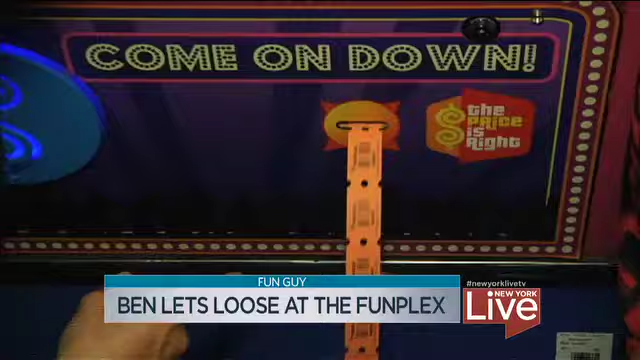 COME ON DOWN!
the
PRICE
is
Right
FUN GUY
BEN LETS LOOSE AT THE FUNPLEX
#newyorklivetv
NEW YORK
Live